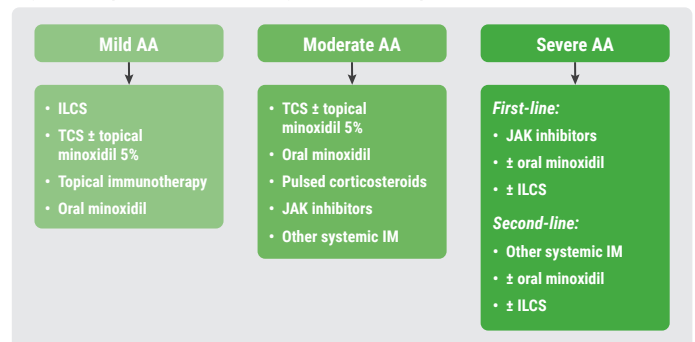 Mild AA
• ILCS
• TCS ± topical
minoxidil 5%
• Topical immunotherapy
• Oral minoxidil
Moderate AA
• TCS ± topical
minoxidil 5%
• Oral minoxidil
• Pulsed corticosteroids
• JAK inhibitors
• Other systemic IM
Severe AA
First-line:
• JAK inhibitors
• ± oral minoxidil
• ± ILCS
Second-line:
• Other systemic IM
• ± oral minoxidil
• ± ILCS